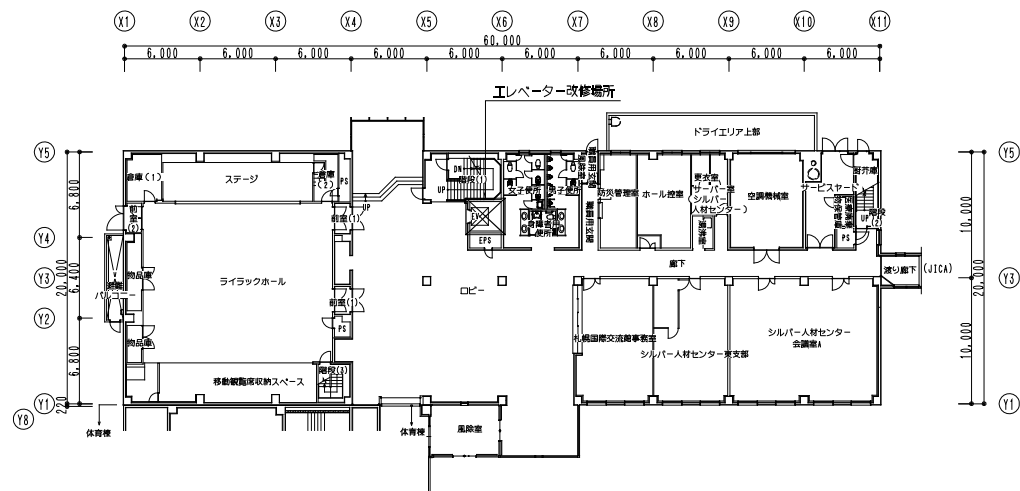 X1 X2 X3 X4 X5 X6 X7 X8 X9 X10 X11
60,000
6,000 6,000 6,000 6,000 6,000 6,000 6,000 6,000 6,000 6,000
エレベーター改修場所
ドライエリア上部
Y5
Y4
Y3
Y2
Y1
Y8
6,800
6,400
6,800
20,000
220
Y5
Y3
Y1
10,000
10,000
20,000
倉庫(1)
ステージ
倉庫(2)
PS
前室(2)
前室(1)
UP
物品庫
ライラックホール
バルコニー
前室(1)
PS
物品庫
移動観覧席収納スペース
階段(3)
体育棟
体育棟
DN
階段(1)
UP
EV
EPS
女子便所
男子便所
職員用玄関
防災管理室
ホール控室
更衣室
サーバー室
(シルバー
人材センター)
空調機械室
サービスヤード
階段(2)
UP
PS
廊下
渡り廊下
(JICA)
ロビー
風除室
札幌国際交流館事務室
シルバー人材センター東支部
シルバー人材センター
会議室A